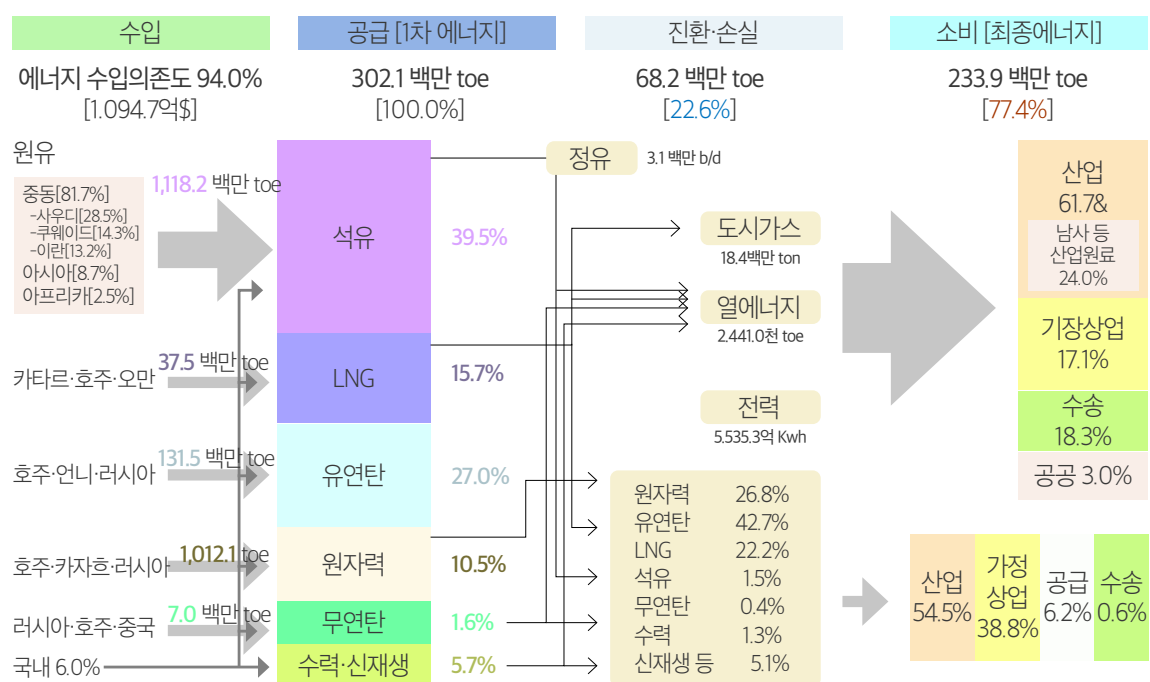 수입
에너지 수입의존도 94.0%
[1.094.7억$]
공급 [1차 에너지]
302.1 백만 toe
[100.0%]
진환·손실
68.2 백만 toe
[22.6%]
소비 [최종에너지]
233.9 백만 toe
[77.4%]
원유
중동[81.7%]
-사우디[28.5%]
-쿠웨이드[14.3%]
-이란[13.2%]
아시아[8.7%]
아프리카[2.5%]
1,118.2 백만 toe
카타르·호주·오만
37.5 백만 toe
호주·언니·러시아
131.5 백만 toe
호주·카자흐·러시아
1,012.1 toe
러시아·호주·중국
7.0 백만 toe
국내 6.0%
석유
39.5%
LNG
15.7%
유연탄
27.0%
원자력
10.5%
무연탄
1.6%
수력·신재생
5.7%
정유
3.1 백만 b/d
도시가스
18.4백만 ton
열에너지
2.441.0천 toe
전력
5,535.3억 Kwh
원자력 26.8%
유연탄 42.7%
LNG 22.2%
석유 1.5%
무연탄 0.4%
수력 1.3%
신재생 등 5.1%
산업
61.7&
남사 등
산업원료
24.0%
기장상업
17.1%
수송
18.3%
공공 3.0%
산업
54.5%
가정
상업
38.8%
공급
6.2%
수송
0.6%